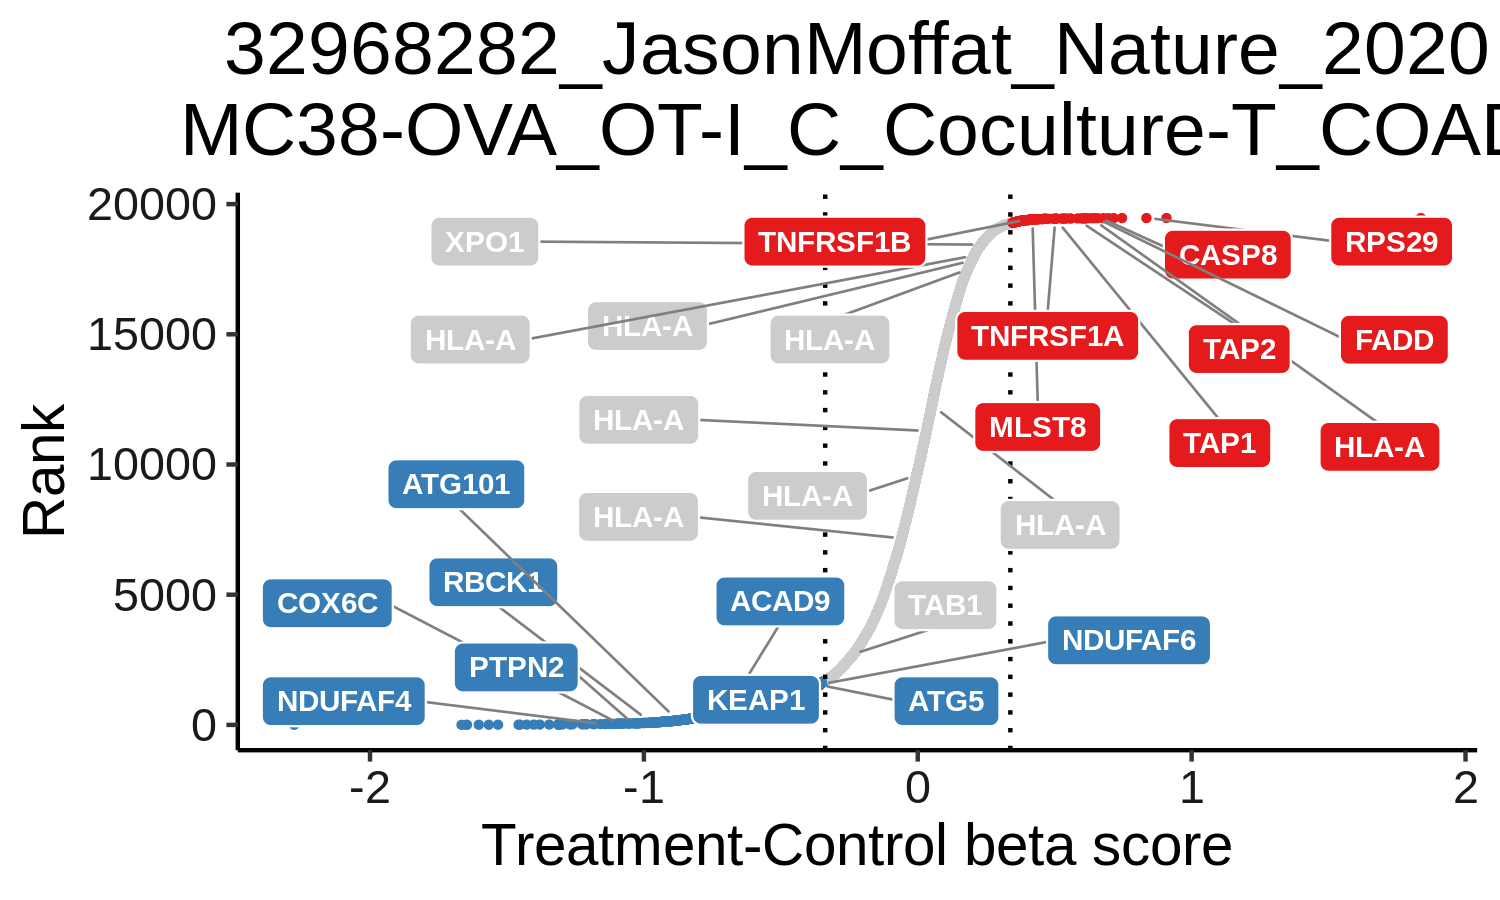 32968282_JasonMoffat_Nature_2020
MC38-OVA_OT-I_C_Coculture-T_COAD
20000
15000
10000
5000
0
Rank
XPO1
TNFRSF1B
CASP8
RPS29
HLA-A
HLA-A
HLA-A
TNFRSF1A
TAP2
FADD
HLA-A
MLST8
TAP1
HLA-A
ATG101
HLA-A
HLA-A
HLA-A
RBCK1
COX6C
ACAD9
TAB1
NDUFAF6
PTPN2
NDUFAF4
KEAP1
ATG5
-2
-1
0
1
2
Treatment-Control beta score